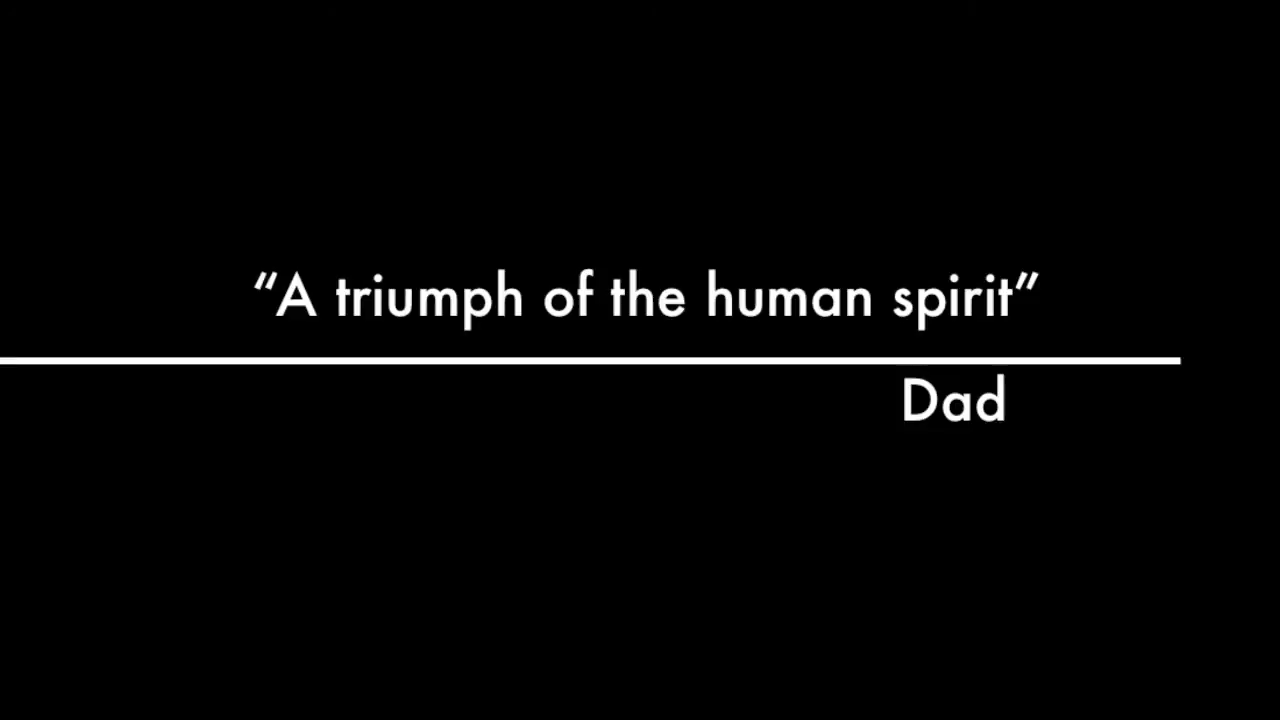 “A triumph of the human spirit”
Dad